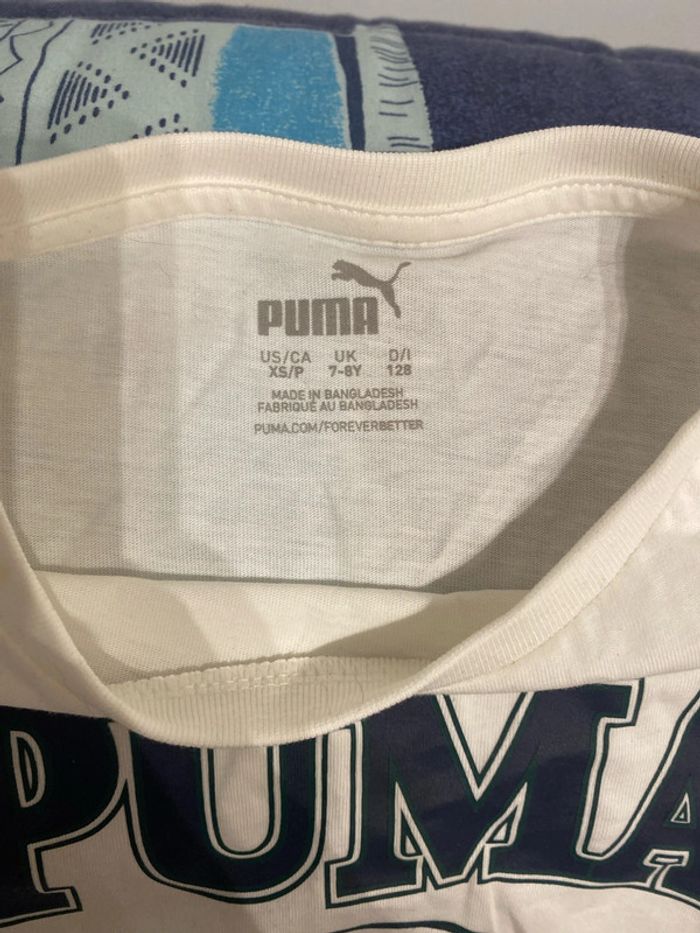 PUMA
US/CA UK D/I
XS/P 7-8Y 128
MADE IN BANGLADESH
FABRIQUÉ AU BANGLADESH
PUMA.COM/FOREVERBETTER
PUMA